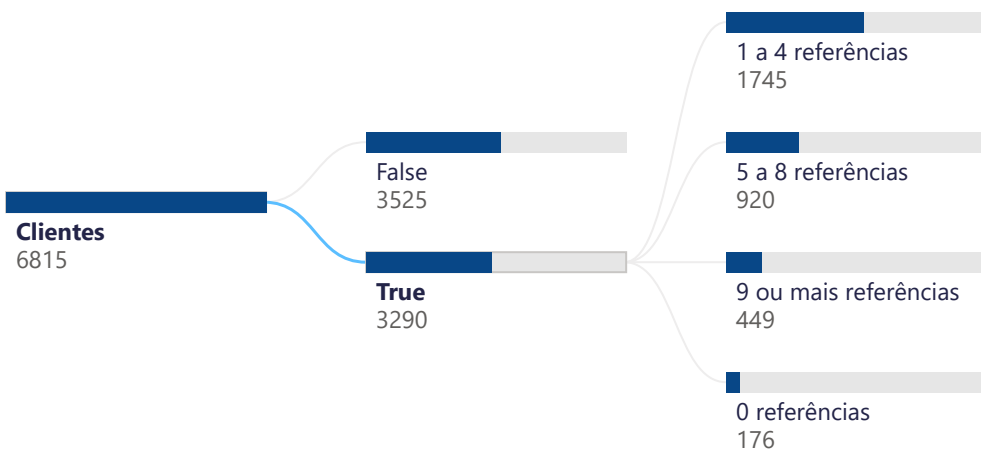 Clientes
6815
False
3525
True
3290
1 a 4 referências
1745
5 a 8 referências
920
9 ou mais referências
449
0 referências
176